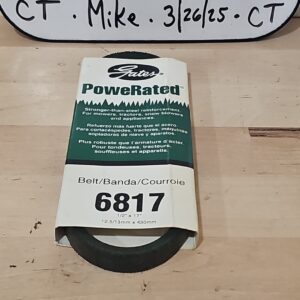 CT · Mike · 3/26/25 · CT
Gates
PoweRated™
Stronger-than-steel reinforcement.
For mowers, tractors, snow blowers
and appliances.
Refuerzo más fuerte que el acero.
Para cortacéspedes, tractores, máquinas
sopladoras de nieve y aparatos.
Plus robuste que l'armature d'acier.
Pour tondeuses, tracteurs,
souffleuses et appareils.
Belt/Banda/Courroie
6817
1/2" x 17"
12.5/13mm x 430mm